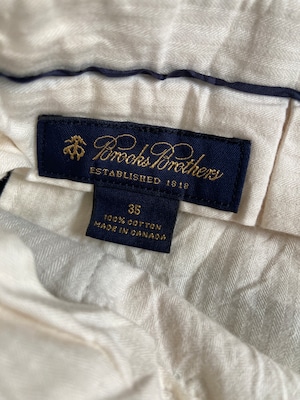 Brooks Brothers
ESTABLISHED 1818
35
100% COTTON
MADE IN CANADA